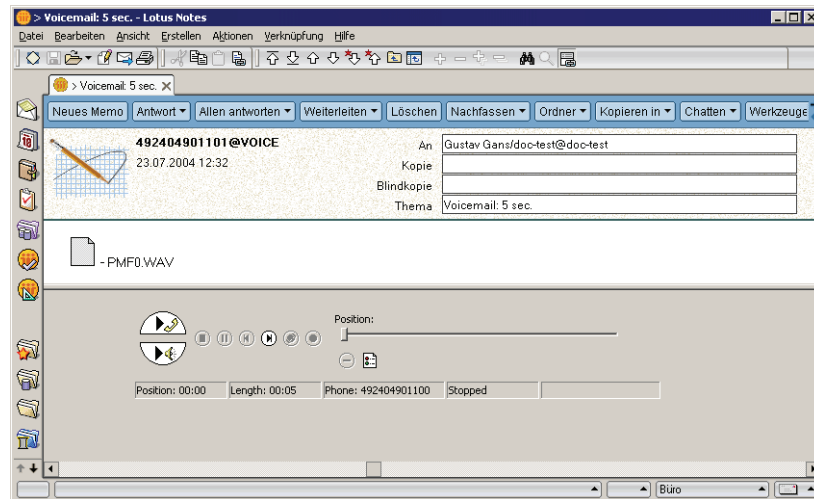 > Voicemail: 5 sec. - Lotus Notes
Datei Bearbeiten Ansicht Erstellen Aktionen Verknüpfung Hilfe
> Voicemail: 5 sec.
Neues Memo Antwort Allen antworten Weiterleiten Löschen Nachfassen Ordner Kopieren in Chatten Werkzeuge
492404901101@VOICE
23.07.2004 12:32
An Gustav Gans/doc-test@doc-test
Kopie
Blindkopie
Thema Voicemail: 5 sec.
- PMF0.WAV
Position:
Position: 00:00 Length: 00:05 Phone: 492404901100 Stopped
Büro